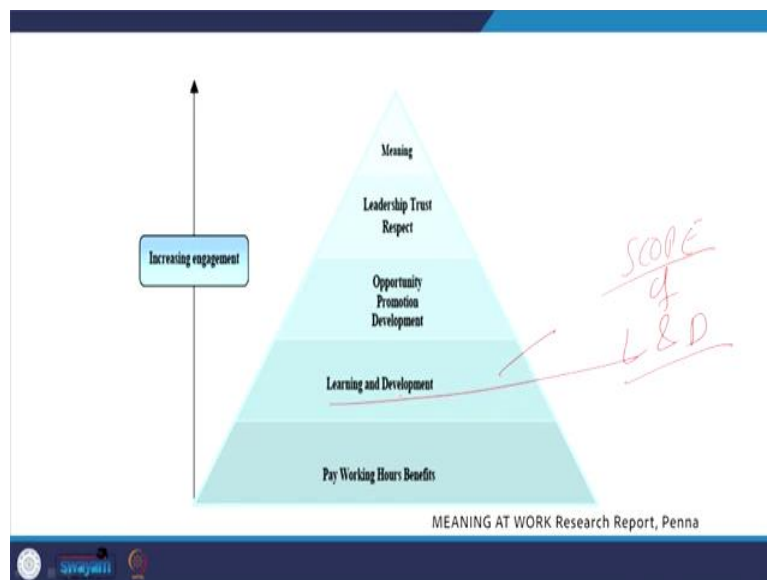 Meaning
Leadership Trust
Respect
Increasing engagement
Opportunity
Promotion
Development
SCOPE
of
L & D
Learning and Development
Pay Working Hours Benefits
MEANING AT WORK Research Report, Penna
swayam